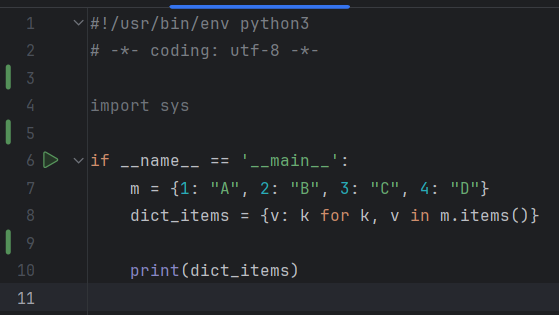 1 #!/usr/bin/env python3
2 # -*- coding: utf-8 -*-
3
4 import sys
5
6 if __name__ == '__main__':
7     m = {1: "A", 2: "B", 3: "C", 4: "D"}
8     dict_items = {v: k for k, v in m.items()}
9
10     print(dict_items)
11